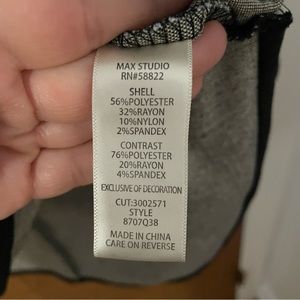 MAX STUDIO
RN#58822
SHELL
56%POLYESTER
32%RAYON
10%NYLON
2%SPANDEX
CONTRAST
76%POLYESTER
20%RAYON
4%SPANDEX
EXCLUSIVE OF DECORATION
CUT:3002571
STYLE
8707Q38
MADE IN CHINA
CARE ON REVERSE